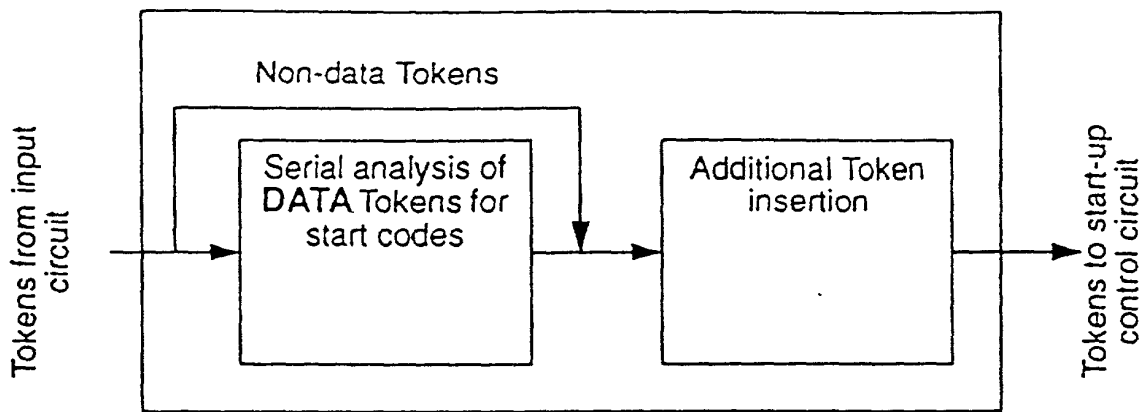 Non-data Tokens
Tokens from input
circuit
Serial analysis of
DATA Tokens for
start codes
Additional Token
insertion
Tokens to start-up
control circuit